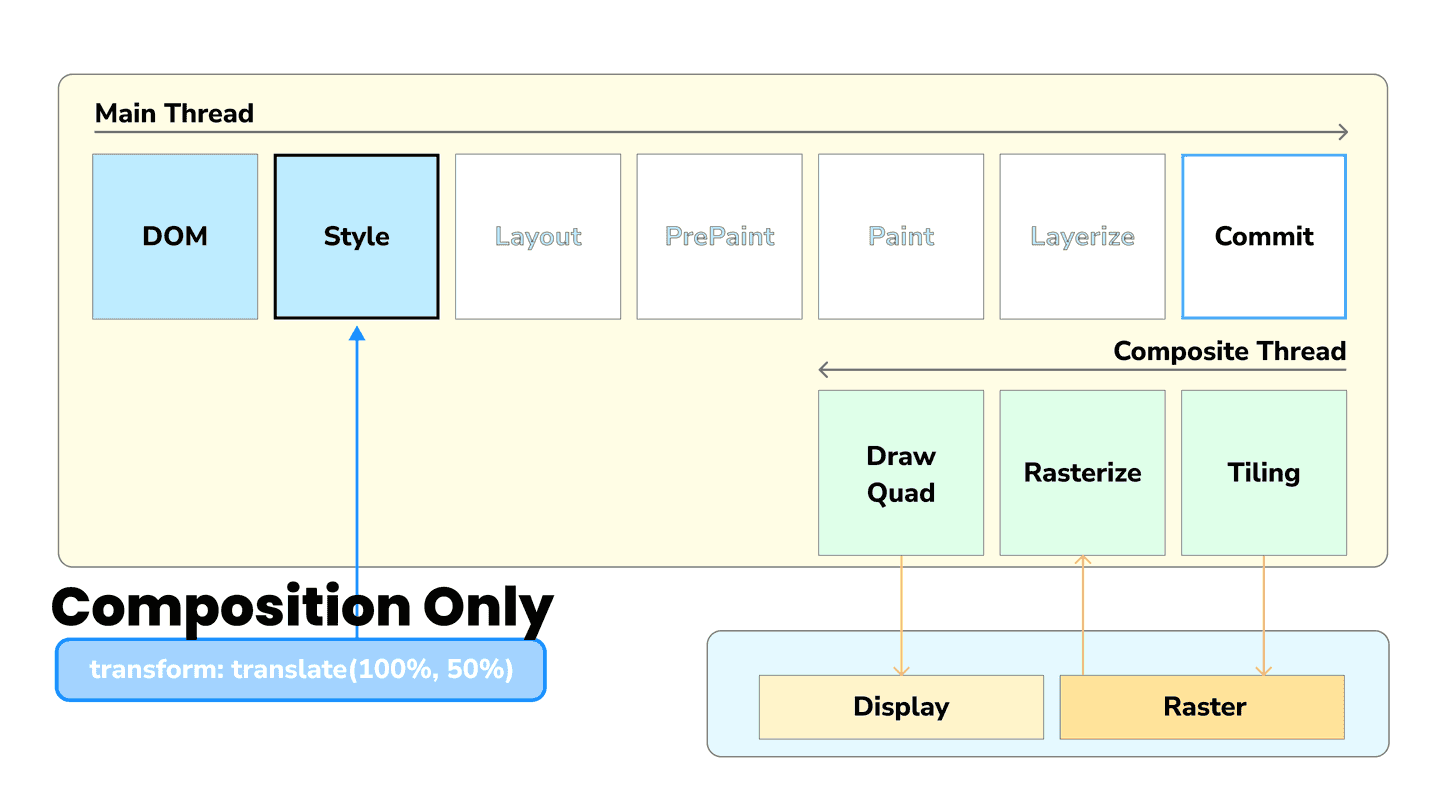 Main Thread
DOM
Style
Layout
PrePaint
Paint
Layerize
Commit
Composite Thread
Draw
Quad
Rasterize
Tiling
Composition Only
transform: translate(100%, 50%)
Display
Raster